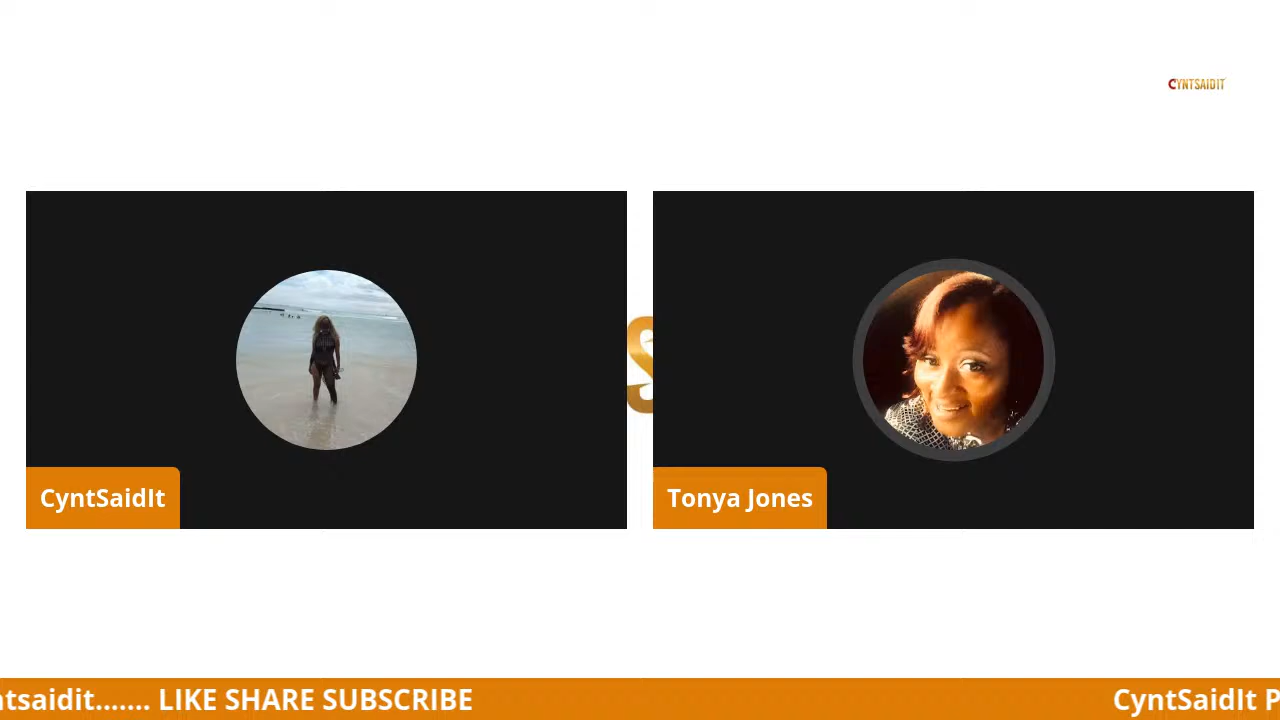 CYNTSAIDIT
S
CyntSaidIt
Tonya Jones
ntsaidit....... LIKE SHARE SUBSCRIBE
CyntSaidIt P